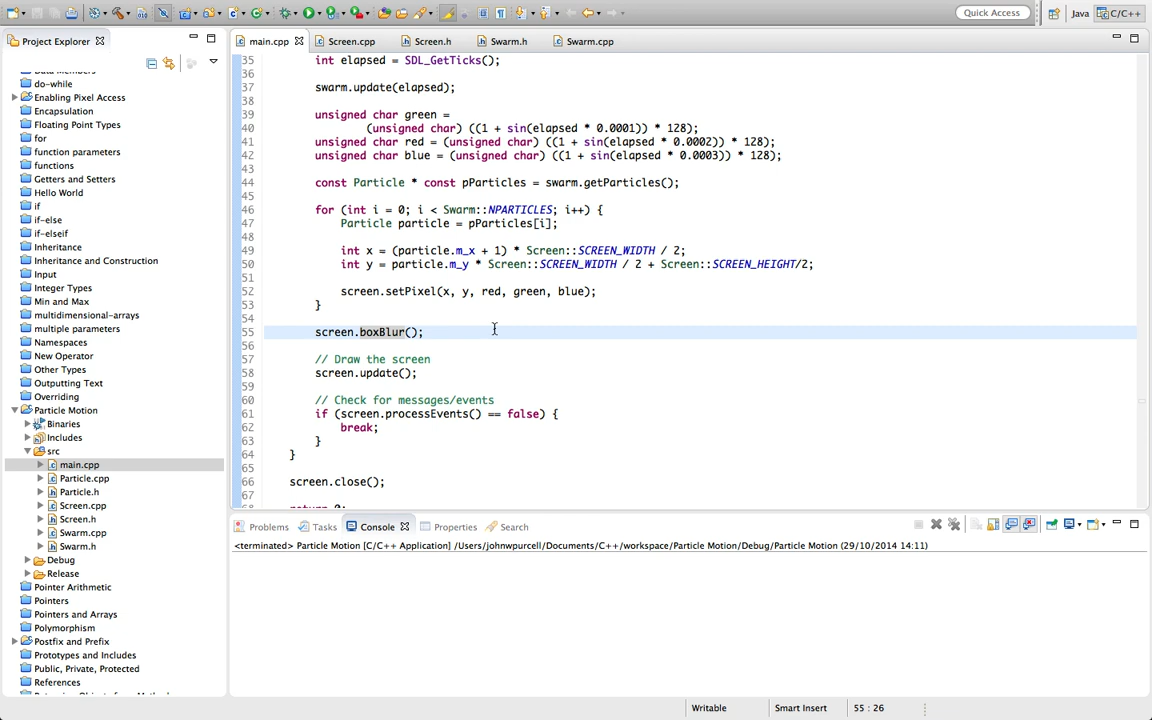 Quick Access
Java
C/C++
Project Explorer
main.cpp
Screen.cpp
Screen.h
Swarm.h
Swarm.cpp
Data Members
do-while
Enabling Pixel Access
Encapsulation
Floating Point Types
for
function parameters
functions
Getters and Setters
Hello World
if
if-else
if-elseif
Inheritance
Inheritance and Construction
Input
Integer Types
Min and Max
multidimensional-arrays
multiple parameters
Namespaces
New Operator
Other Types
Outputting Text
Overriding
Particle Motion
Binaries
Includes
src
main.cpp
Particle.cpp
Particle.h
Screen.cpp
Screen.h
Swarm.cpp
Swarm.h
Debug
Release
Pointer Arithmetic
Pointers
Pointers and Arrays
Polymorphism
Postfix and Prefix
Prototypes and Includes
Public, Private, Protected
References
35 int elapsed = SDL_GetTicks();
36
37 swarm.update(elapsed);
38
39 unsigned char green =
40 (unsigned char) ((1 + sin(elapsed * 0.0001)) * 128);
41 unsigned char red = (unsigned char) ((1 + sin(elapsed * 0.0002)) * 128);
42 unsigned char blue = (unsigned char) ((1 + sin(elapsed * 0.0003)) * 128);
43
44 const Particle * const pParticles = swarm.getParticles();
45
46 for (int i = 0; i < Swarm::NPARTICLES; i++) {
47 Particle particle = pParticles[i];
48
49 int x = (particle.m_x + 1) * Screen::SCREEN_WIDTH / 2;
50 int y = particle.m_y * Screen::SCREEN_WIDTH / 2 + Screen::SCREEN_HEIGHT/2;
51
52 screen.setPixel(x, y, red, green, blue);
53 }
54
55 screen.boxBlur();
56
57 // Draw the screen
58 screen.update();
59
60 // Check for messages/events
61 if (screen.processEvents() == false) {
62 break;
63 }
64 }
65
66 screen.close();
67
68 return 0;
Problems
Tasks
Console
Properties
Search
<terminated> Particle Motion [C/C++ Application] /Users/johnwpurcell/Documents/C++/workspace/Particle Motion/Debug/Particle Motion (29/10/2014 14:11)
Writable
Smart Insert
55 : 26